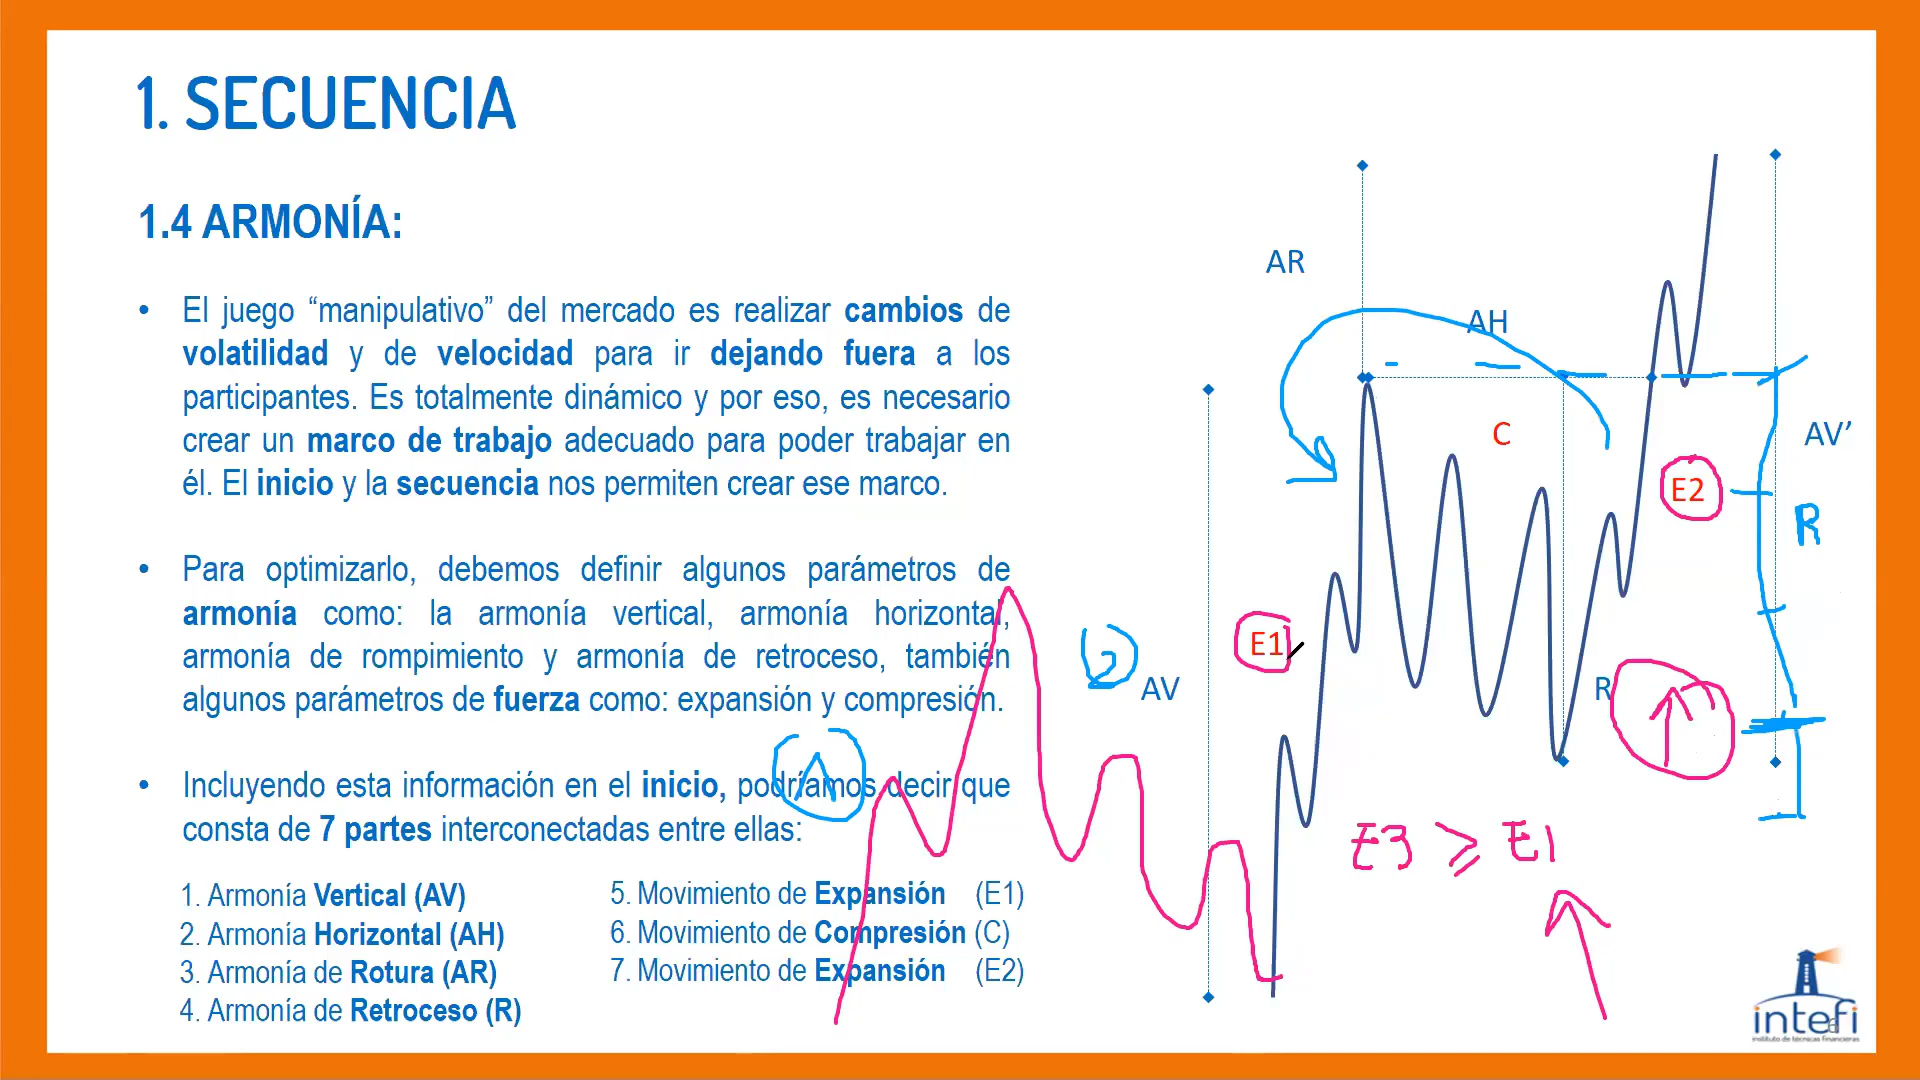 1. SECUENCIA
1.4 ARMONÍA:
• El juego “manipulativo” del mercado es realizar cambios de
volatilidad y de velocidad para ir dejando fuera a los
participantes. Es totalmente dinámico y por eso, es necesario
crear un marco de trabajo adecuado para poder trabajar en
él. El inicio y la secuencia nos permiten crear ese marco.
• Para optimizarlo, debemos definir algunos parámetros de
armonía como: la armonía vertical, armonía horizontal,
armonía de rompimiento y armonía de retroceso, también
algunos parámetros de fuerza como: expansión y compresión.
• Incluyendo esta información en el inicio, podríamos decir que
consta de 7 partes interconectadas entre ellas:
1. Armonía Vertical (AV)
2. Armonía Horizontal (AH)
3. Armonía de Rotura (AR)
4. Armonía de Retroceso (R)
5. Movimiento de Expansión (E1)
6. Movimiento de Compresión (C)
7. Movimiento de Expansión (E2)
AR
AH
C
AV’
E2
R
E1
2
AV
R
E3 ≥ E1
intefi
instituto de técnicas financieras